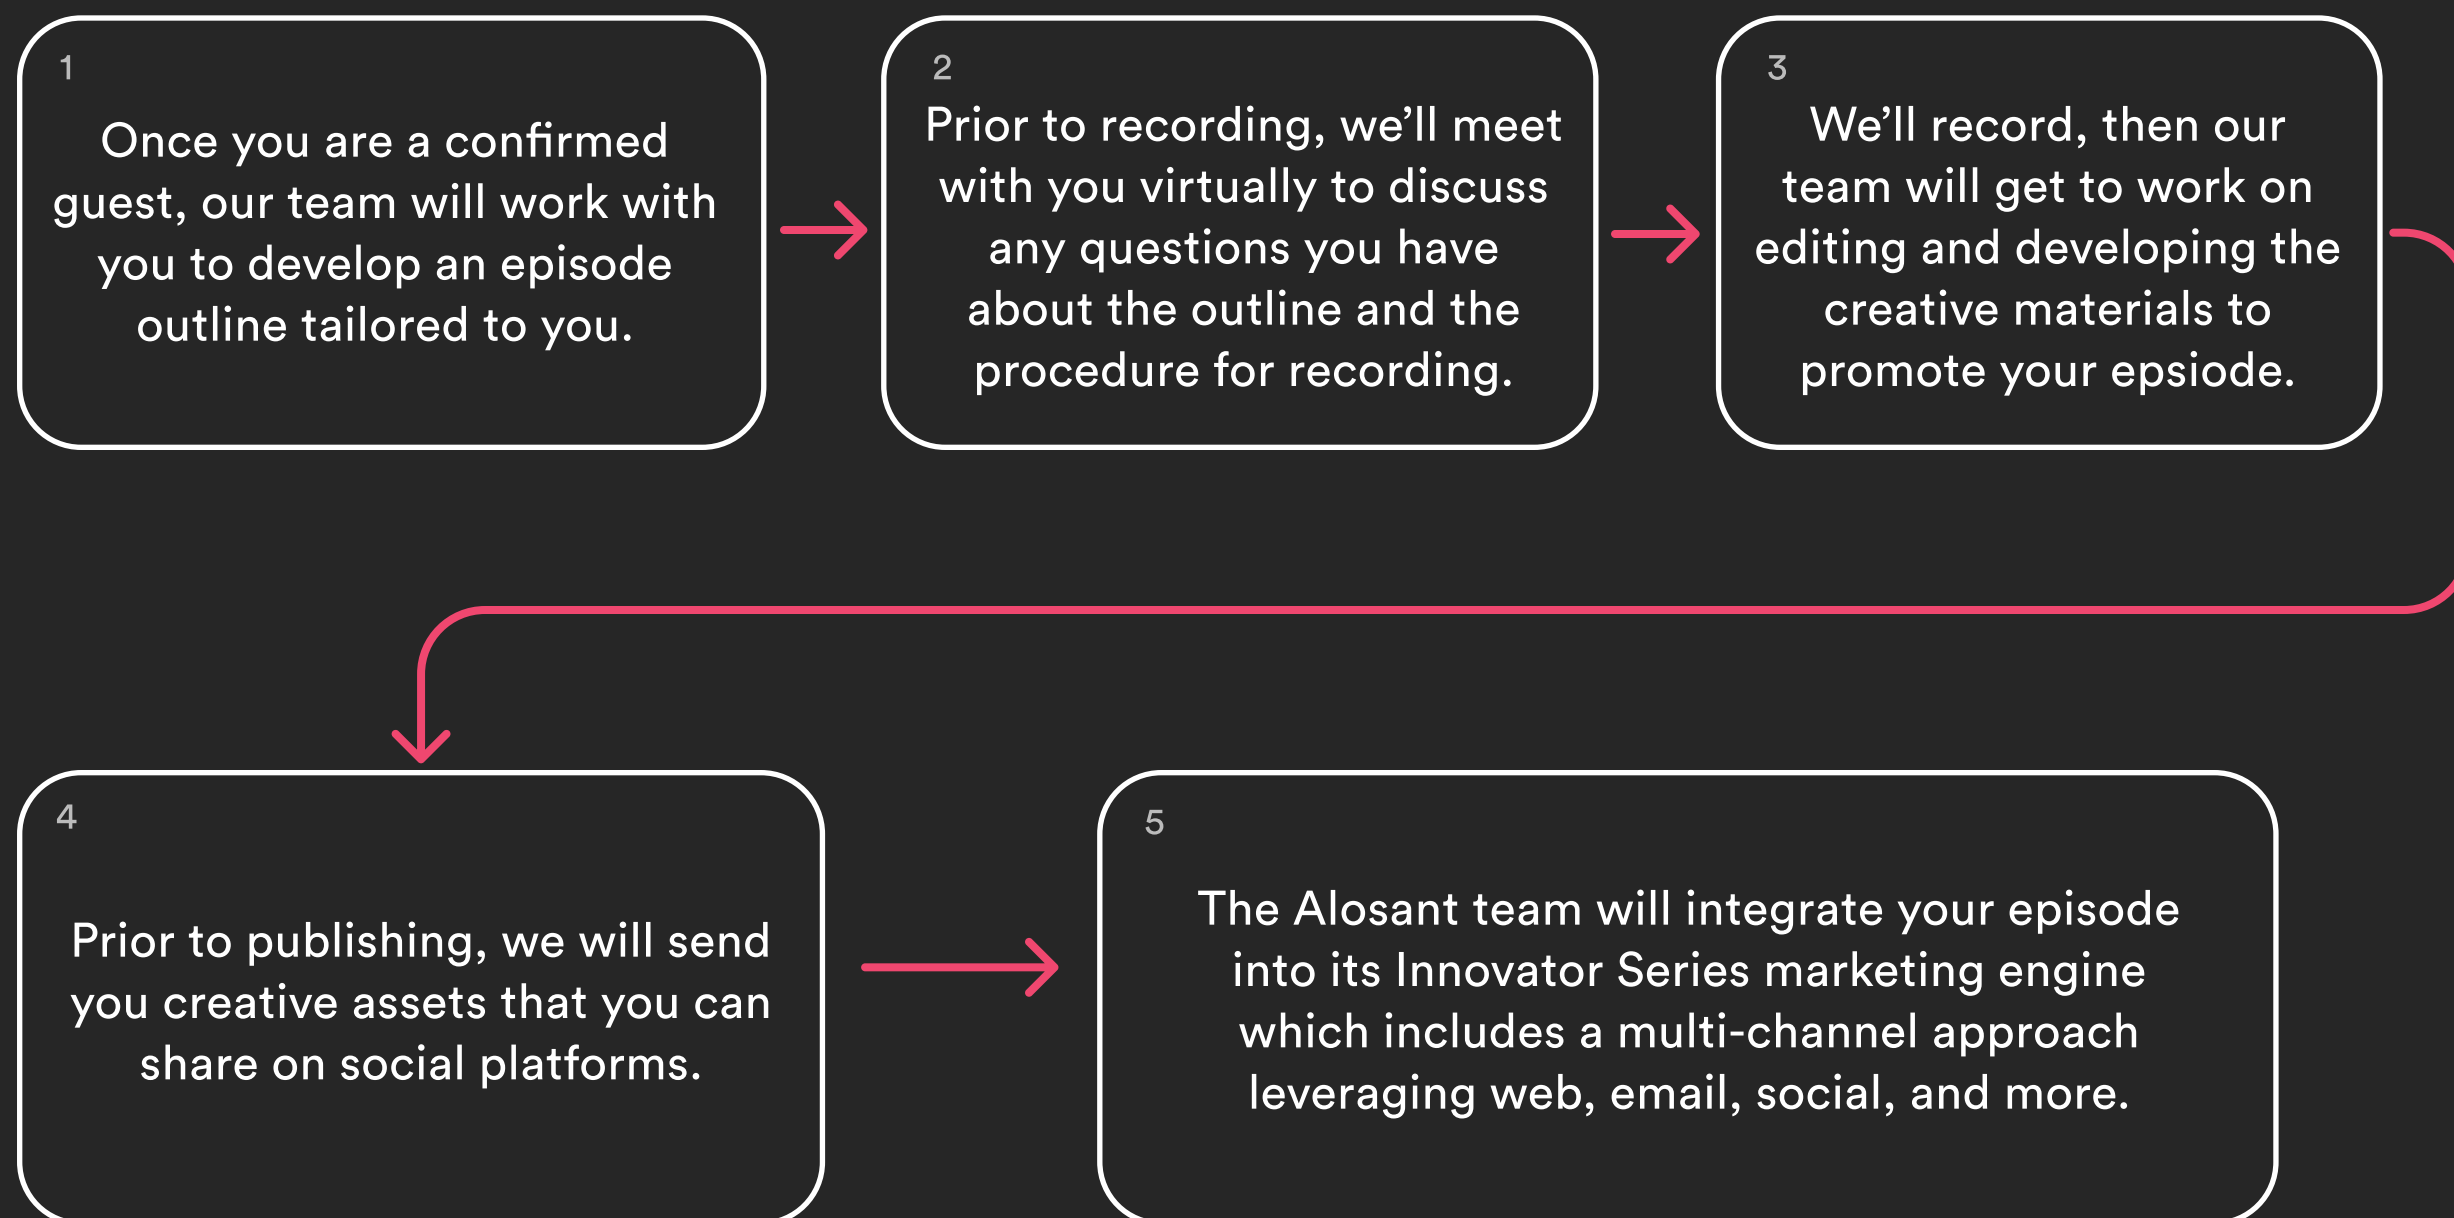 1
Once you are a confirmed
guest, our team will work with
you to develop an episode
outline tailored to you.
2
Prior to recording, we’ll meet
with you virtually to discuss
any questions you have
about the outline and the
procedure for recording.
3
We’ll record, then our
team will get to work on
editing and developing the
creative materials to
promote your epsiode.
4
Prior to publishing, we will send
you creative assets that you can
share on social platforms.
5
The Alosant team will integrate your episode
into its Innovator Series marketing engine
which includes a multi-channel approach
leveraging web, email, social, and more.